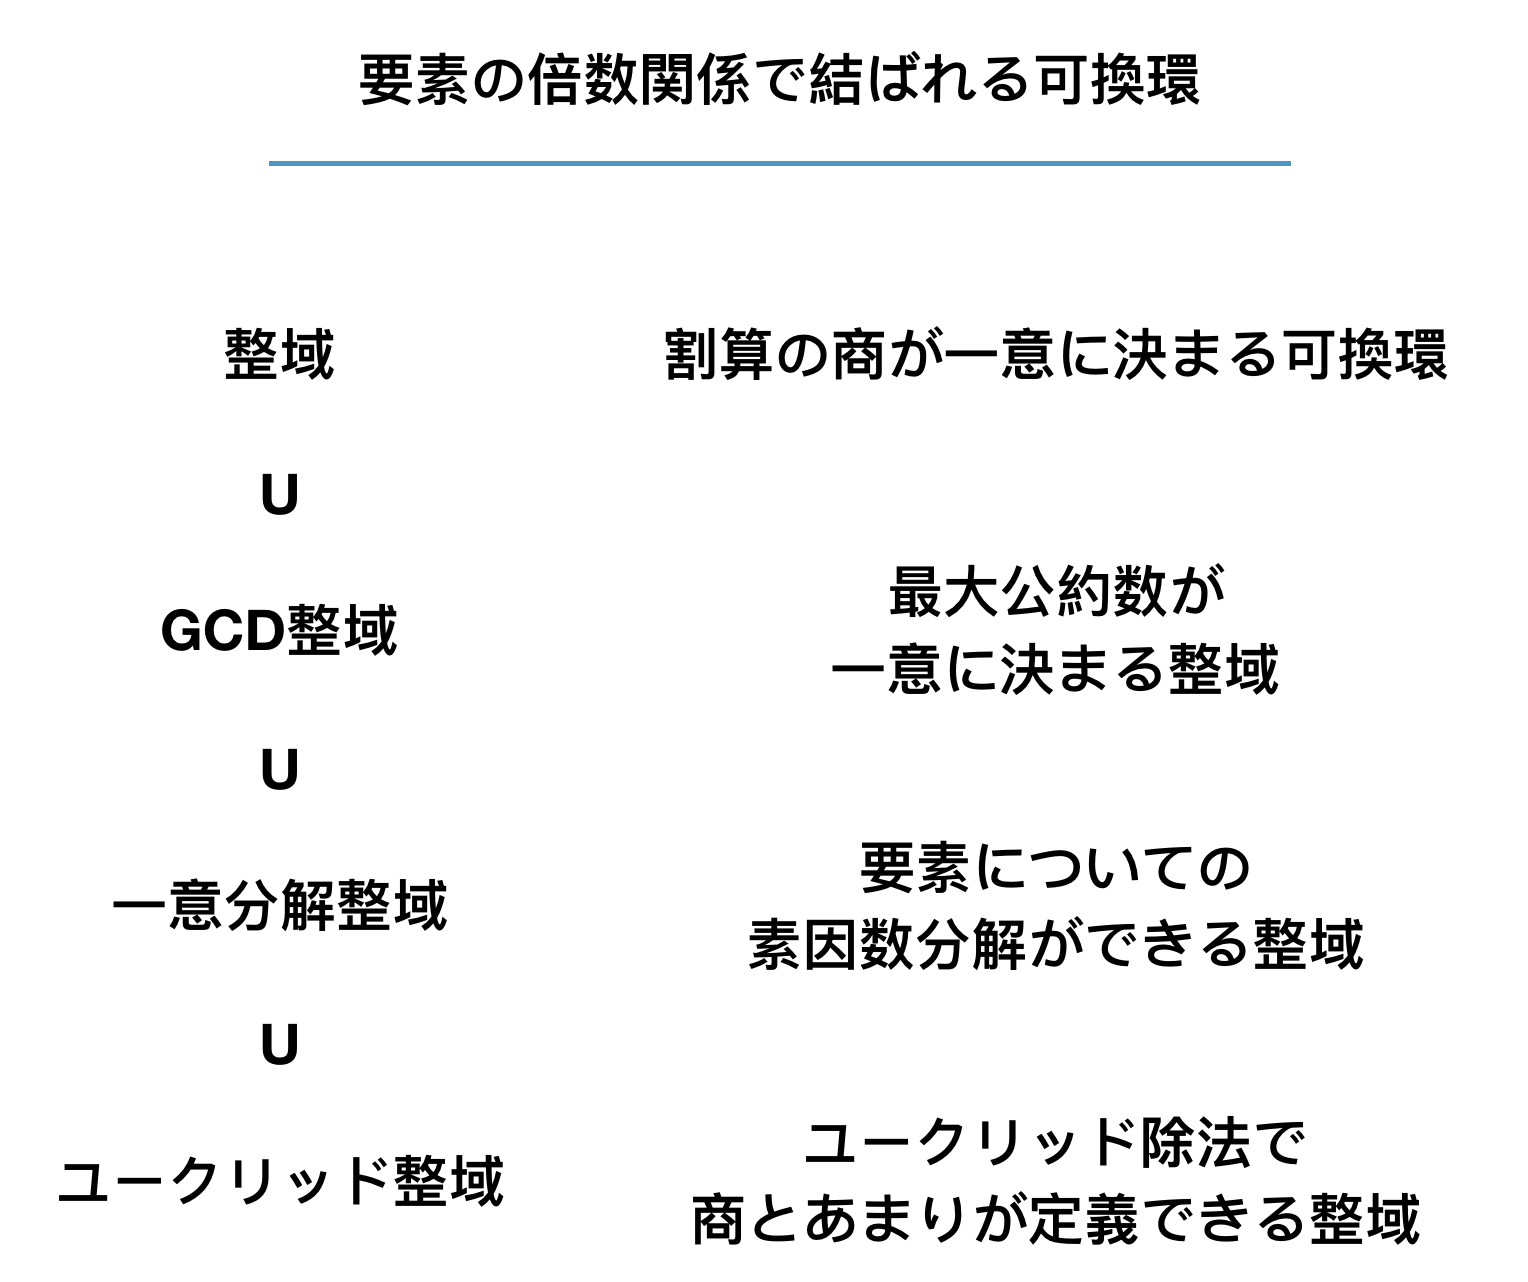 要素の倍数関係で結ばれる可換環
整域
割算の商が一意に決まる可換環
U
GCD整域
最大公約数が
一意に決まる整域
U
一意分解整域
要素についての
素因数分解ができる整域
U
ユークリッド整域
ユークリッド除法で
商とあまりが定義できる整域